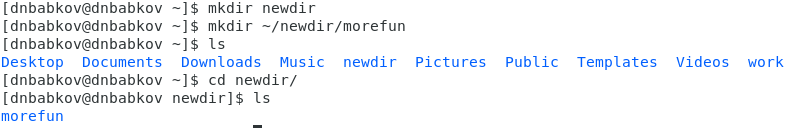 [dnbabkov@dnbabkov ~]$ mkdir newdir
[dnbabkov@dnbabkov ~]$ mkdir ~/newdir/morefun
[dnbabkov@dnbabkov ~]$ ls
Desktop  Documents  Downloads  Music  newdir  Pictures  Public  Templates  Videos  work
[dnbabkov@dnbabkov ~]$ cd newdir/
[dnbabkov@dnbabkov newdir]$ ls
morefun